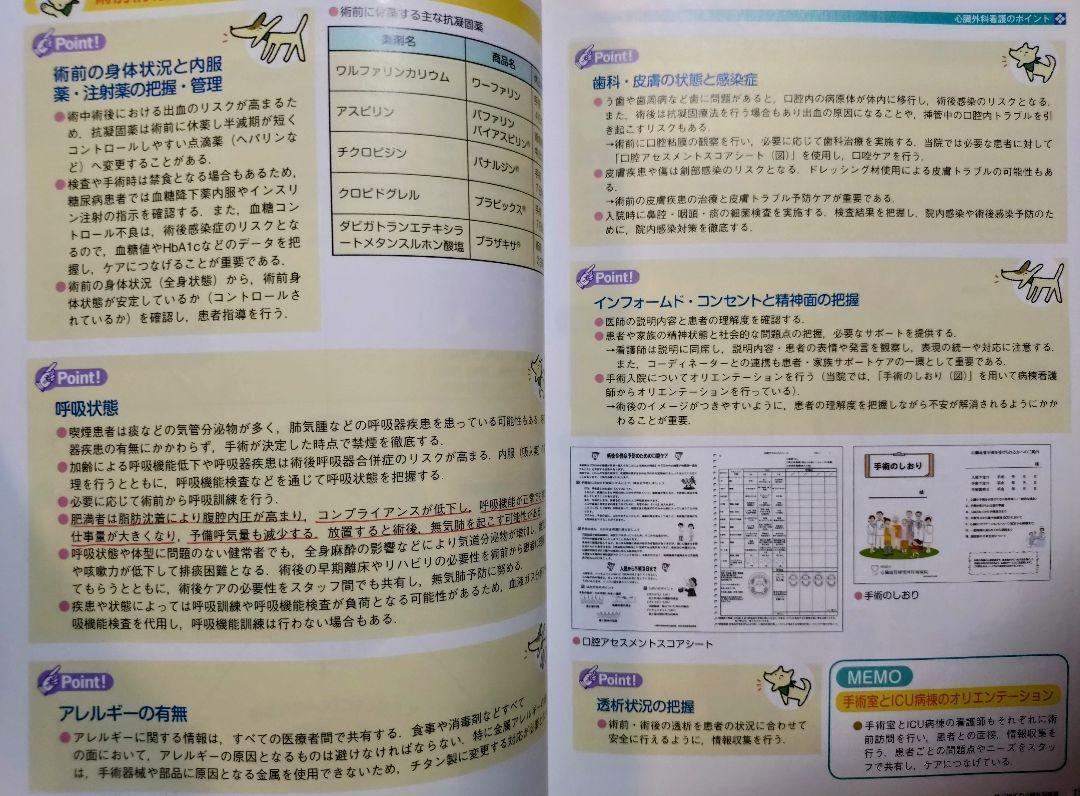 Point!
術前の身体状況と内服
薬・注射薬の把握・管理
●術中術後における出血のリスクが高まるた
め，抗凝固薬は術前に休薬し半減期が短く
コントロールしやすい点滴薬（ヘパリンな
ど）へ変更することがある．
●検査や手術時は禁食となる場合もあるため，
糖尿病患者では血糖降下薬内服やインスリ
ン注射の指示を確認する．また，血糖コン
トロール不良は，術後感染症のリスクとな
るので，血糖値やHbA1cなどのデータを把
握し，ケアにつなげることが重要である．
●術前の身体状況（全身状態）から，術前身
体状態が安定しているか（コントロールさ
れているか）を確認し，患者指導を行う．
●術前に休薬する主な抗凝固薬
薬剤名 商品名
ワルファリンカリウム ワーファリン
アスピリン バファリン
バイアスピリン®
チクロピジン パナルジン®
クロピドグレル プラビックス®
ダビガトランエテキシラ
ートメタンスルホン酸塩 プラザキサ®
Point!
呼吸状態
●喫煙患者は痰などの気管分泌物が多く，肺気腫などの呼吸器疾患を患っている可能性もある．
器疾患の有無にかかわらず，手術が決定した時点で禁煙を徹底する．
●加齢による呼吸機能低下や呼吸器疾患は術後呼吸器合併症のリスクが高まる．内服（吸入薬）
理を行うとともに，呼吸機能検査などを通じて呼吸状態を把握する．
●必要に応じて術前から呼吸訓練を行う．
●肥満者は脂肪沈着により腹腔内圧が高まり，コンプライアンスが低下し，呼吸機能が
仕事量が大きくなり，予備呼気量も減少する．放置すると術後，無気肺を起こす可能性がある
●呼吸状態や体型に問題のない健常者でも，全身麻酔の影響などにより気道分泌物が
や咳嗽力が低下して排痰困難となる．術後の早期離床やリハビリの必要性を術前から患者に
てもらうとともに，術後ケアの必要性をスタッフ間でも共有し，無気肺予防に努める．
●疾患や状態によっては呼吸訓練や呼吸機能検査が負荷となる可能性があるため，血液ガス
吸機能検査を代用し，呼吸機能訓練は行わない場合もある．
Point!
アレルギーの有無
●アレルギーに関する情報は，すべての医療者間で共有する．食事や消毒剤などすべて
の面において，アレルギーの原因となるものは避けなければならない．特に金属アレルギーの
は，手術器械や部品に原因となる金属を使用できないため，チタン製に変更する対応が必要と
心臓外科看護のポイント
Point!
歯科・皮膚の状態と感染症
●う歯や歯周病など歯に問題があると，口腔内の病原体が体内に移行し，術後感染のリスクとなる．
また，術後は抗凝固療法を行う場合もあり出血の原因になることや，挿管中の口腔内トラブルを引
き起こすリスクもある．
→術前に口腔粘膜の観察を行い，必要に応じて歯科治療を実施する．当院では必要な患者に対して
「口腔アセスメントスコアシート（図）」を使用し，口腔ケアを行う．
●皮膚疾患や傷は創部感染のリスクとなる．ドレッシング材使用による皮膚トラブルの可能性もあ
る．
→術前の皮膚疾患の治療と皮膚トラブル予防ケアが重要である．
●入院時に鼻腔・咽頭・痰の細菌検査を実施する．検査結果を把握し，院内感染や術後感染予防のた
めに，院内感染対策を徹底する．
Point!
インフォームド・コンセントと精神面の把握
●医師の説明内容と患者の理解度を確認する．
●患者や家族の精神状態と社会的な問題点の把握，必要なサポートを提供する．
→看護師は説明に同席し，説明内容・患者の表情や発言を観察し，表現の統一や対応に注意する．
また，コーディネーターとの連携も患者・家族サポートケアの一環として重要である．
●手術入院についてオリエンテーションを行う（当院では，「手術のしおり（図）」を用いて病棟看護
師からオリエンテーションを行っている）．
→術後のイメージがつきやすいように，患者の理解度を把握しながら不安が解消されるようにかか
わることが重要．
手術のしおり
●口腔アセスメントスコアシート
●手術のしおり
Point!
透析状況の把握
●術前・術後の透析を患者の状況に合わせて
安全に行えるように，情報収集を行う．
MEMO
手術室とICU病棟のオリエンテーション
●手術室とICU病棟の看護師もそれぞれに術
前訪問を行い，患者との面接，情報収集を行
う．患者ごとの問題点やニーズをスタッ
フで共有し，ケアにつなげている．